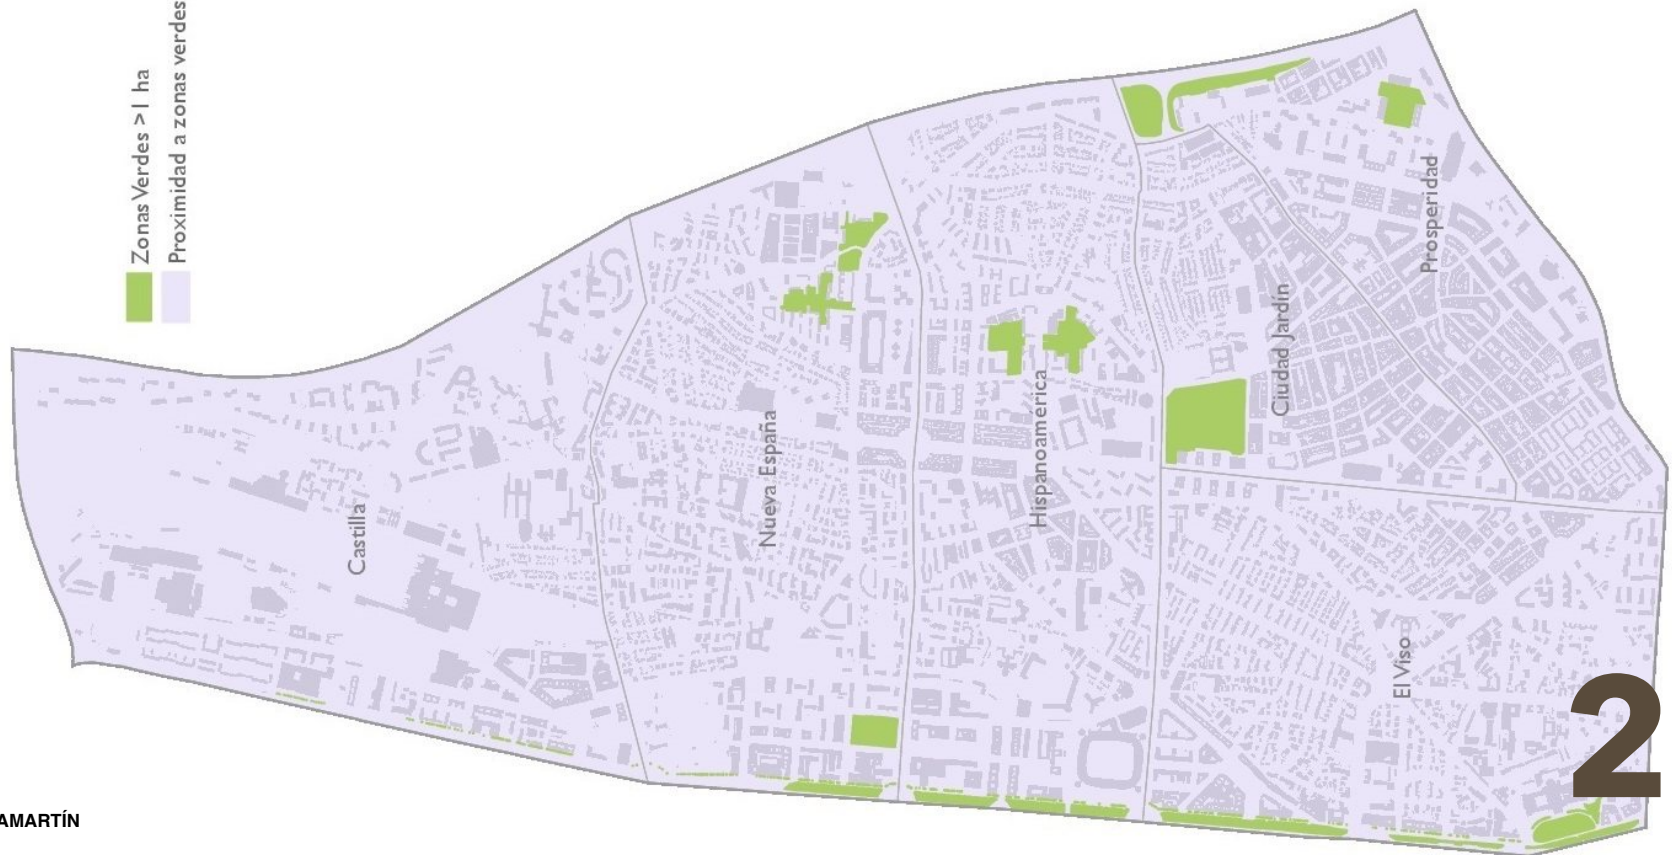 Zonas Verdes > 1 ha
Proximidad a zonas verdes
Castilla
Nueva España
Hispanoamérica
Ciudad Jardín
Prosperidad
El Viso
2
AMARTÍN